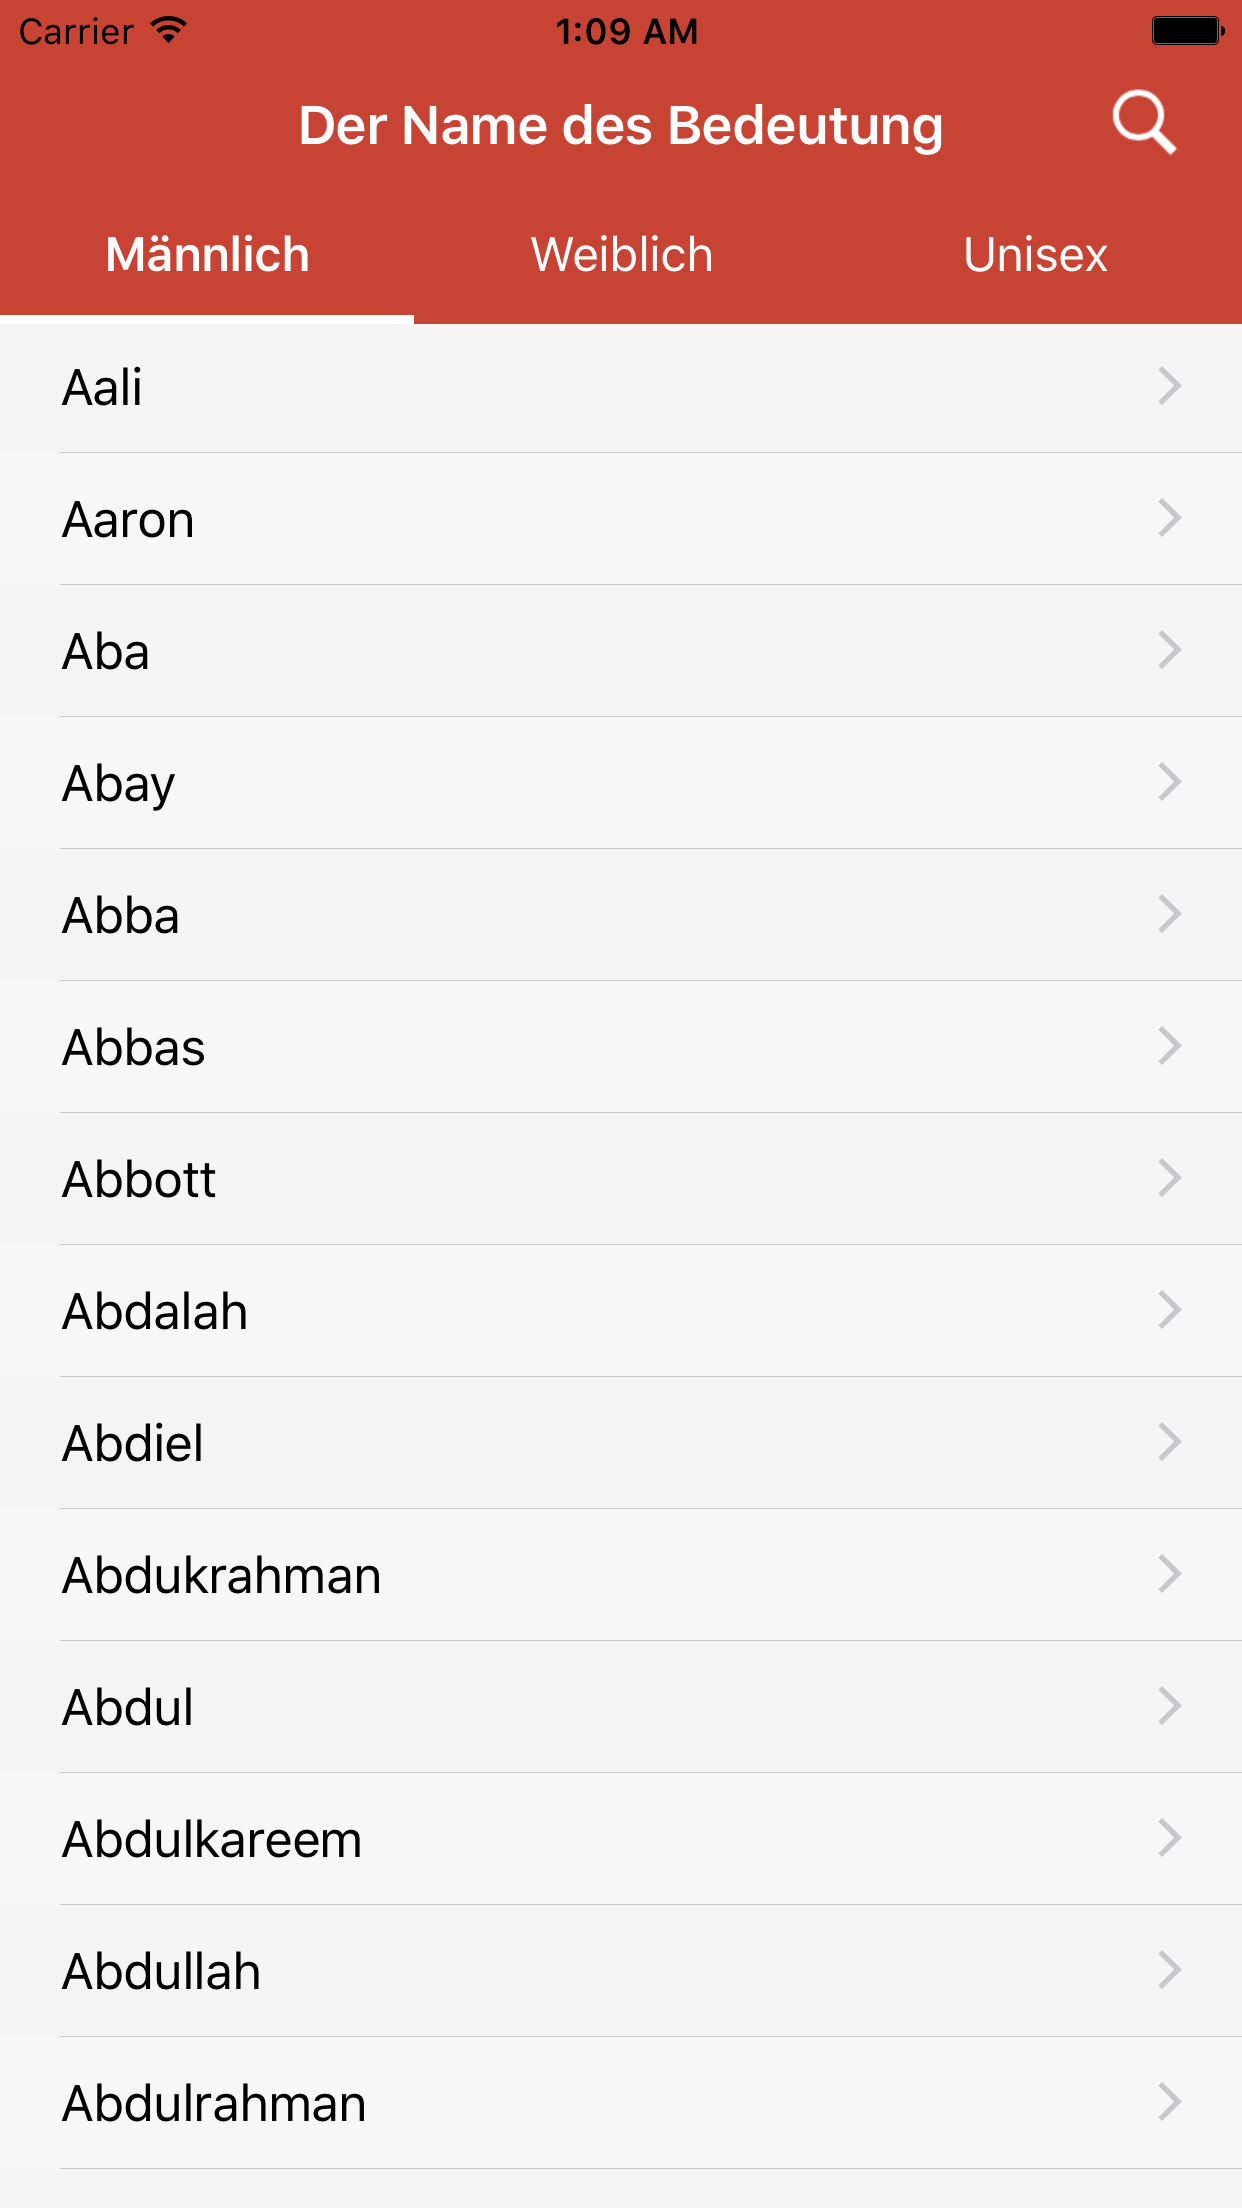 Carrier 1:09 AM
Der Name des Bedeutung
Männlich Weiblich Unisex
Aali
Aaron
Aba
Abay
Abba
Abbas
Abbott
Abdalah
Abdiel
Abdukrahman
Abdul
Abdulkareem
Abdullah
Abdulrahman